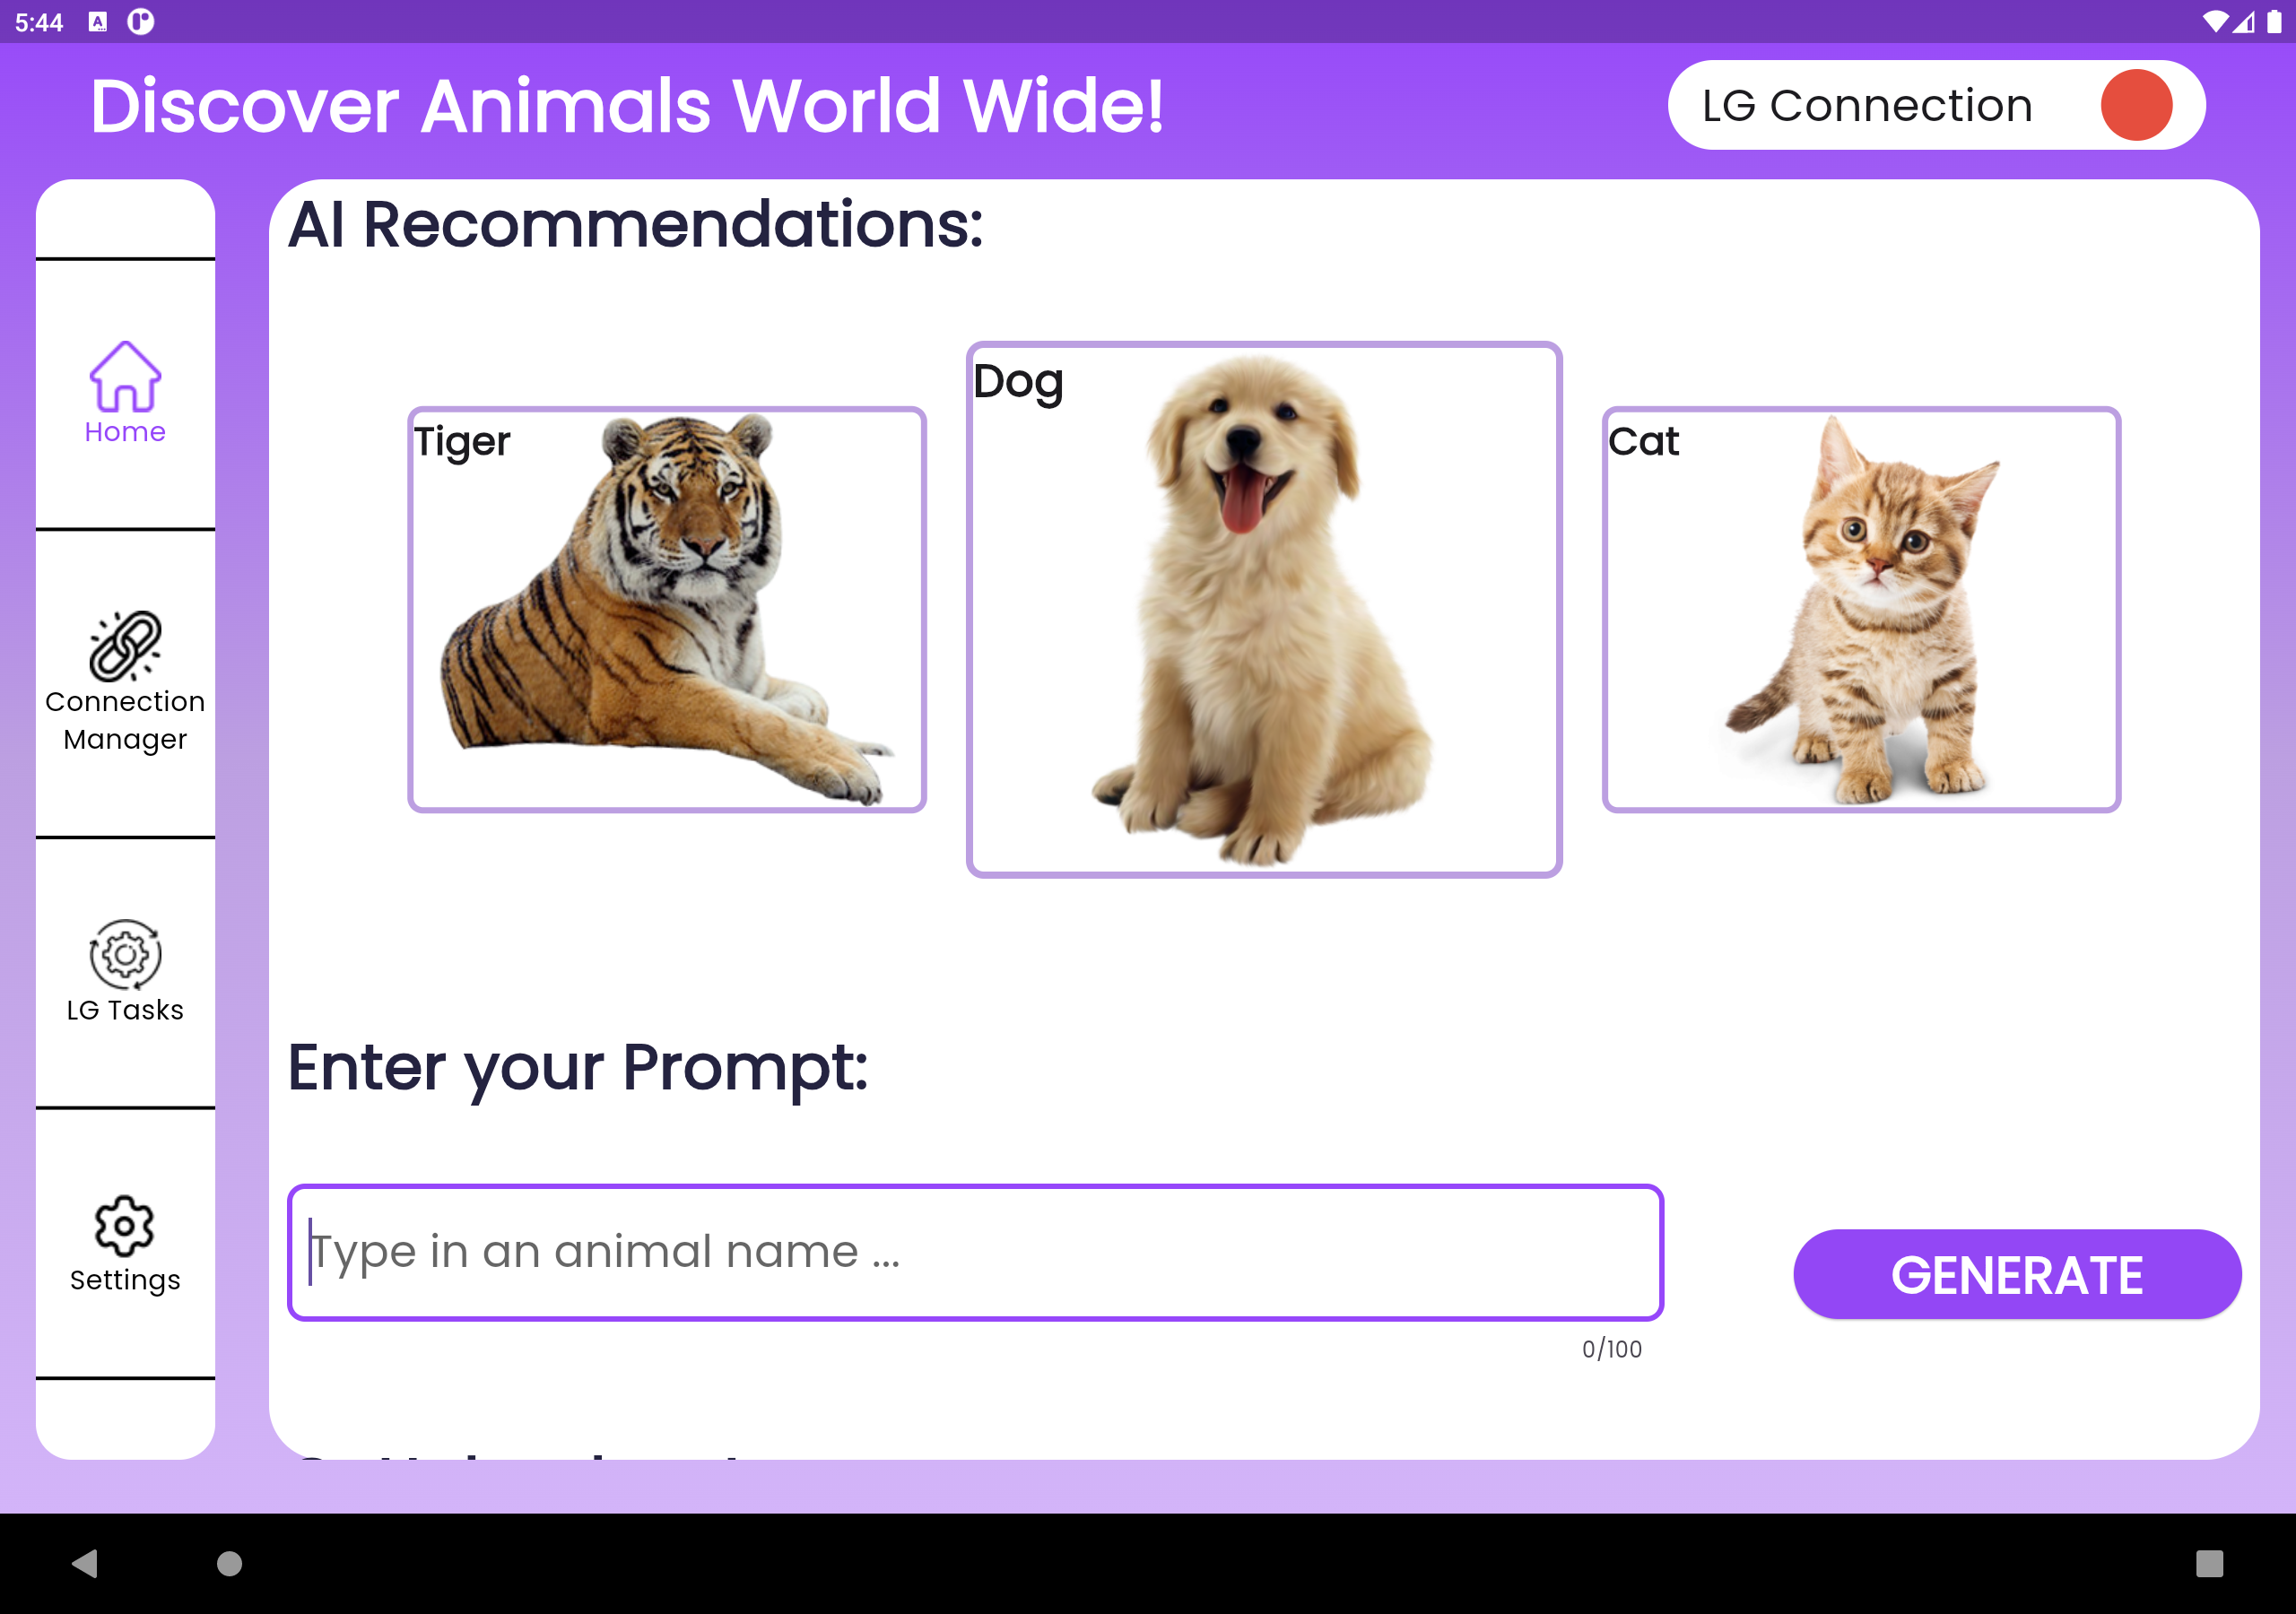 5:44
Discover Animals World Wide!
LG Connection
AI Recommendations:
Home
Tiger
Dog
Cat
Connection
Manager
LG Tasks
Enter your Prompt:
Settings
Type in an animal name ...
GENERATE
0/100